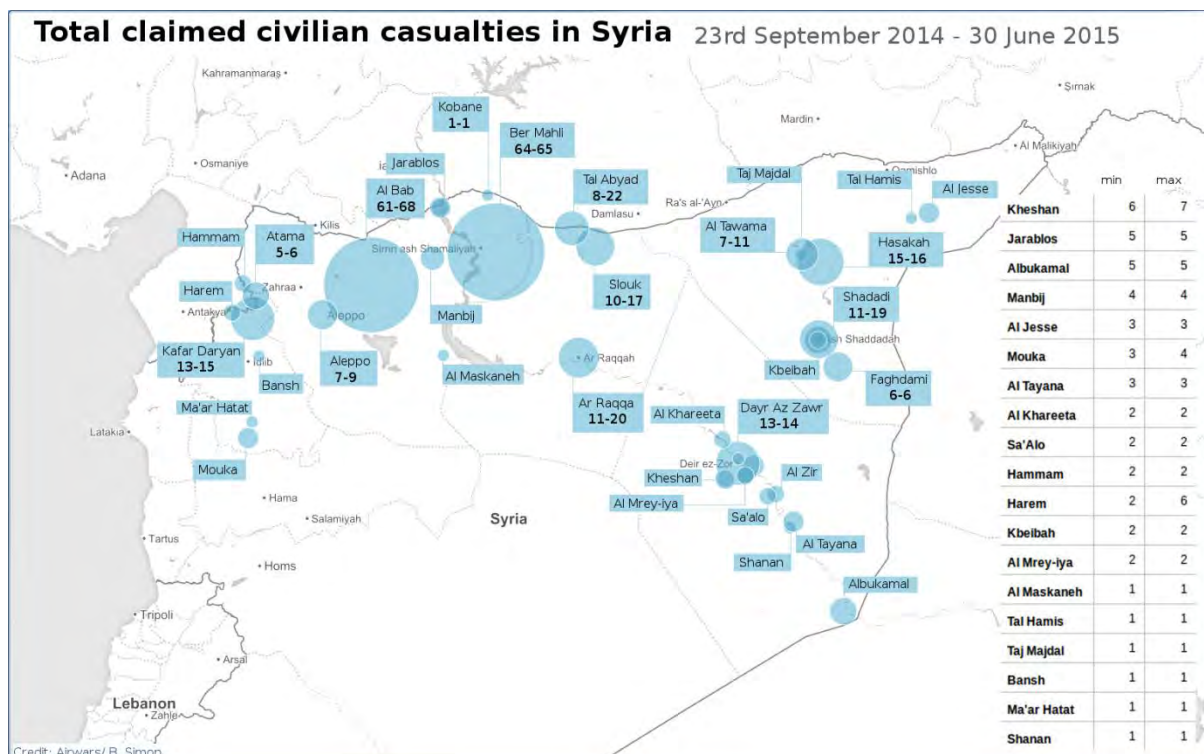 Total claimed civilian casualties in Syria 23rd September 2014 - 30 June 2015
Kahramanmaraş
Şırnak
Mardin
Kobane
1-1
Ber Mahli
64-65
Osmaniye
Adana
Al Malikiyah
Qamishlo
Jarablos
Taj Majdal
Tal Hamis
Al Jesse
Al Bab
61-68
Tal Abyad
8-22
Damlasu
Ra's al-'Ayn
Kilis
Hammam
Atama
5-6
Al Tawama
7-11
Hasakah
15-16
ash Shamaliyah
Zahraa
Harem
Antakya
Aleppo
Manbij
Slouk
10-17
Shadadi
11-19
Shaddadah
Kafar Daryan
13-15
Idlib
Bansh
Aleppo
7-9
Al Maskaneh
Ar Raqqah
Kbeibah
Faghdami
6-6
Ma'ar Hatat
Latakia
Ar Raqqa
11-20
Al Khareeta
Dayr Az Zawr
13-14
Mouka
Deir ez-Zor
Kheshan
Al Zir
Al Mrey-iya
Sa'alo
Hama
Salamiyah
Syria
Al Tayana
Shanan
Tartus
Homs
Albukamal
Tripoli
Arsal
Lebanon
Zahle
Credit: Airwars/ B. Simon
min max
Kheshan 6 7
Jarablos 5 5
Albukamal 5 5
Manbij 4 4
Al Jesse 3 3
Mouka 3 4
Al Tayana 3 3
Al Khareeta 2 2
Sa'Alo 2 2
Hammam 2 2
Harem 2 6
Kbeibah 2 2
Al Mrey-iya 2 2
Al Maskaneh 1 1
Tal Hamis 1 1
Taj Majdal 1 1
Bansh 1 1
Ma'ar Hatat 1 1
Shanan 1 1